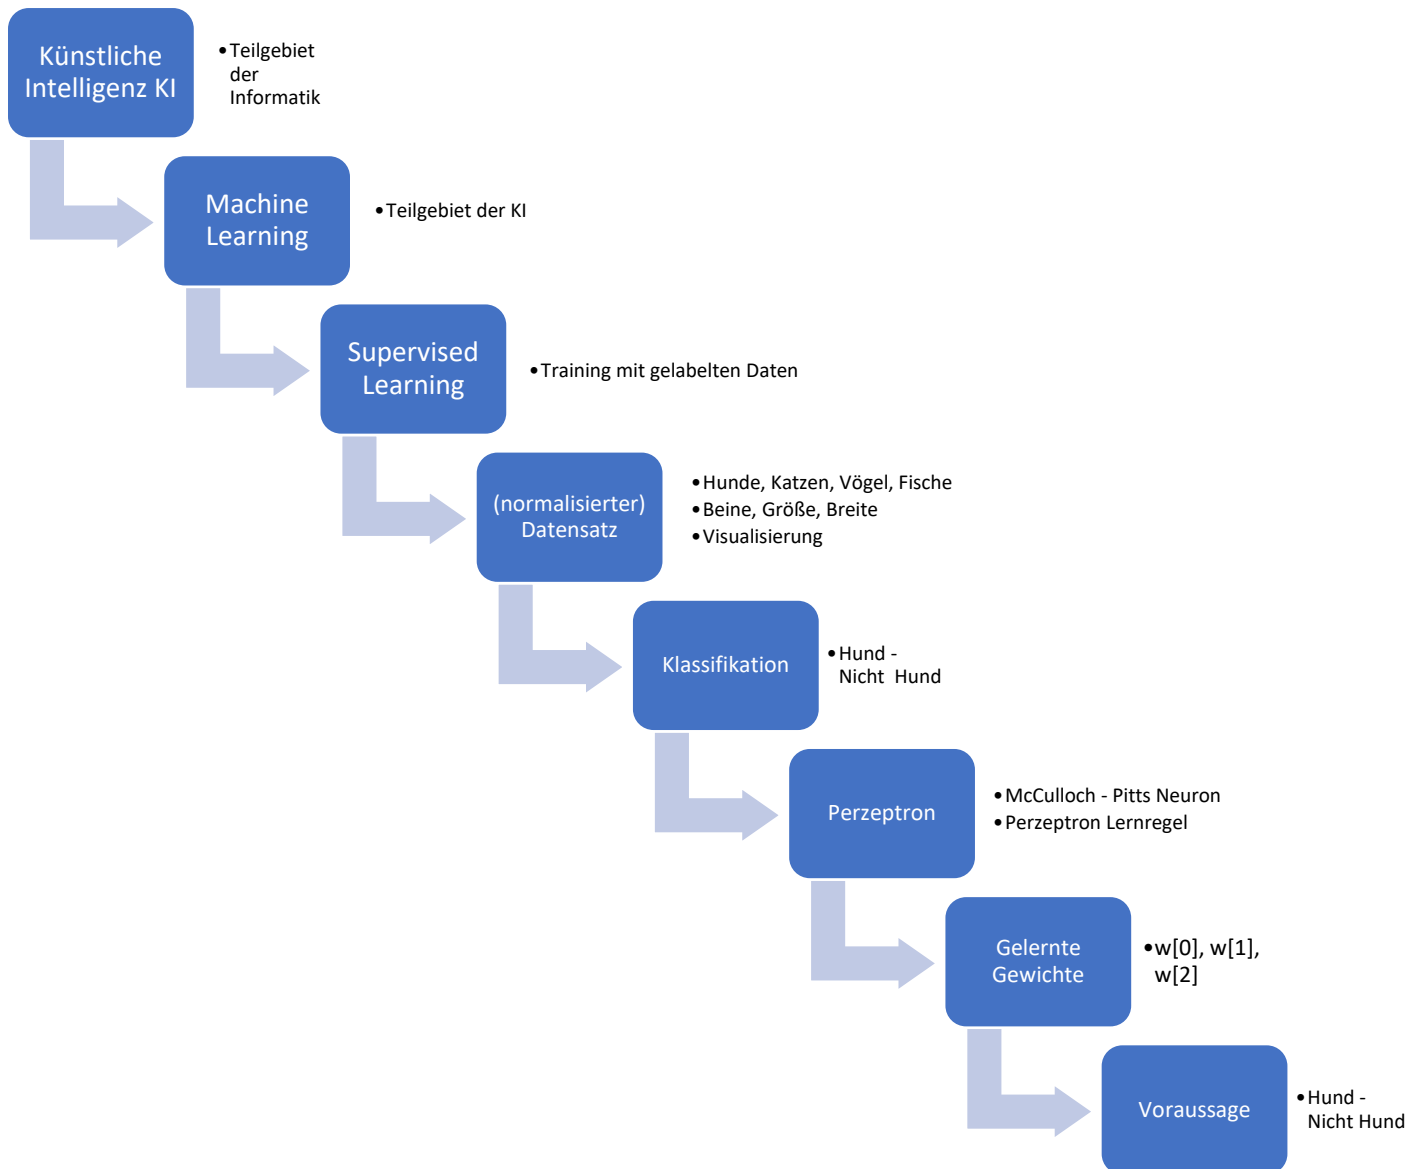 Künstliche
Intelligenz KI
•Teilgebiet
der
Informatik
Machine
Learning
•Teilgebiet der KI
Supervised
Learning
•Training mit gelabelten Daten
(normalisierter)
Datensatz
•Hunde, Katzen, Vögel, Fische
•Beine, Größe, Breite
•Visualisierung
Klassifikation
•Hund -
Nicht Hund
Perzeptron
•McCulloch - Pitts Neuron
•Perzeptron Lernregel
Gelernte
Gewichte
•w[0], w[1],
w[2]
Voraussage
•Hund -
Nicht Hund